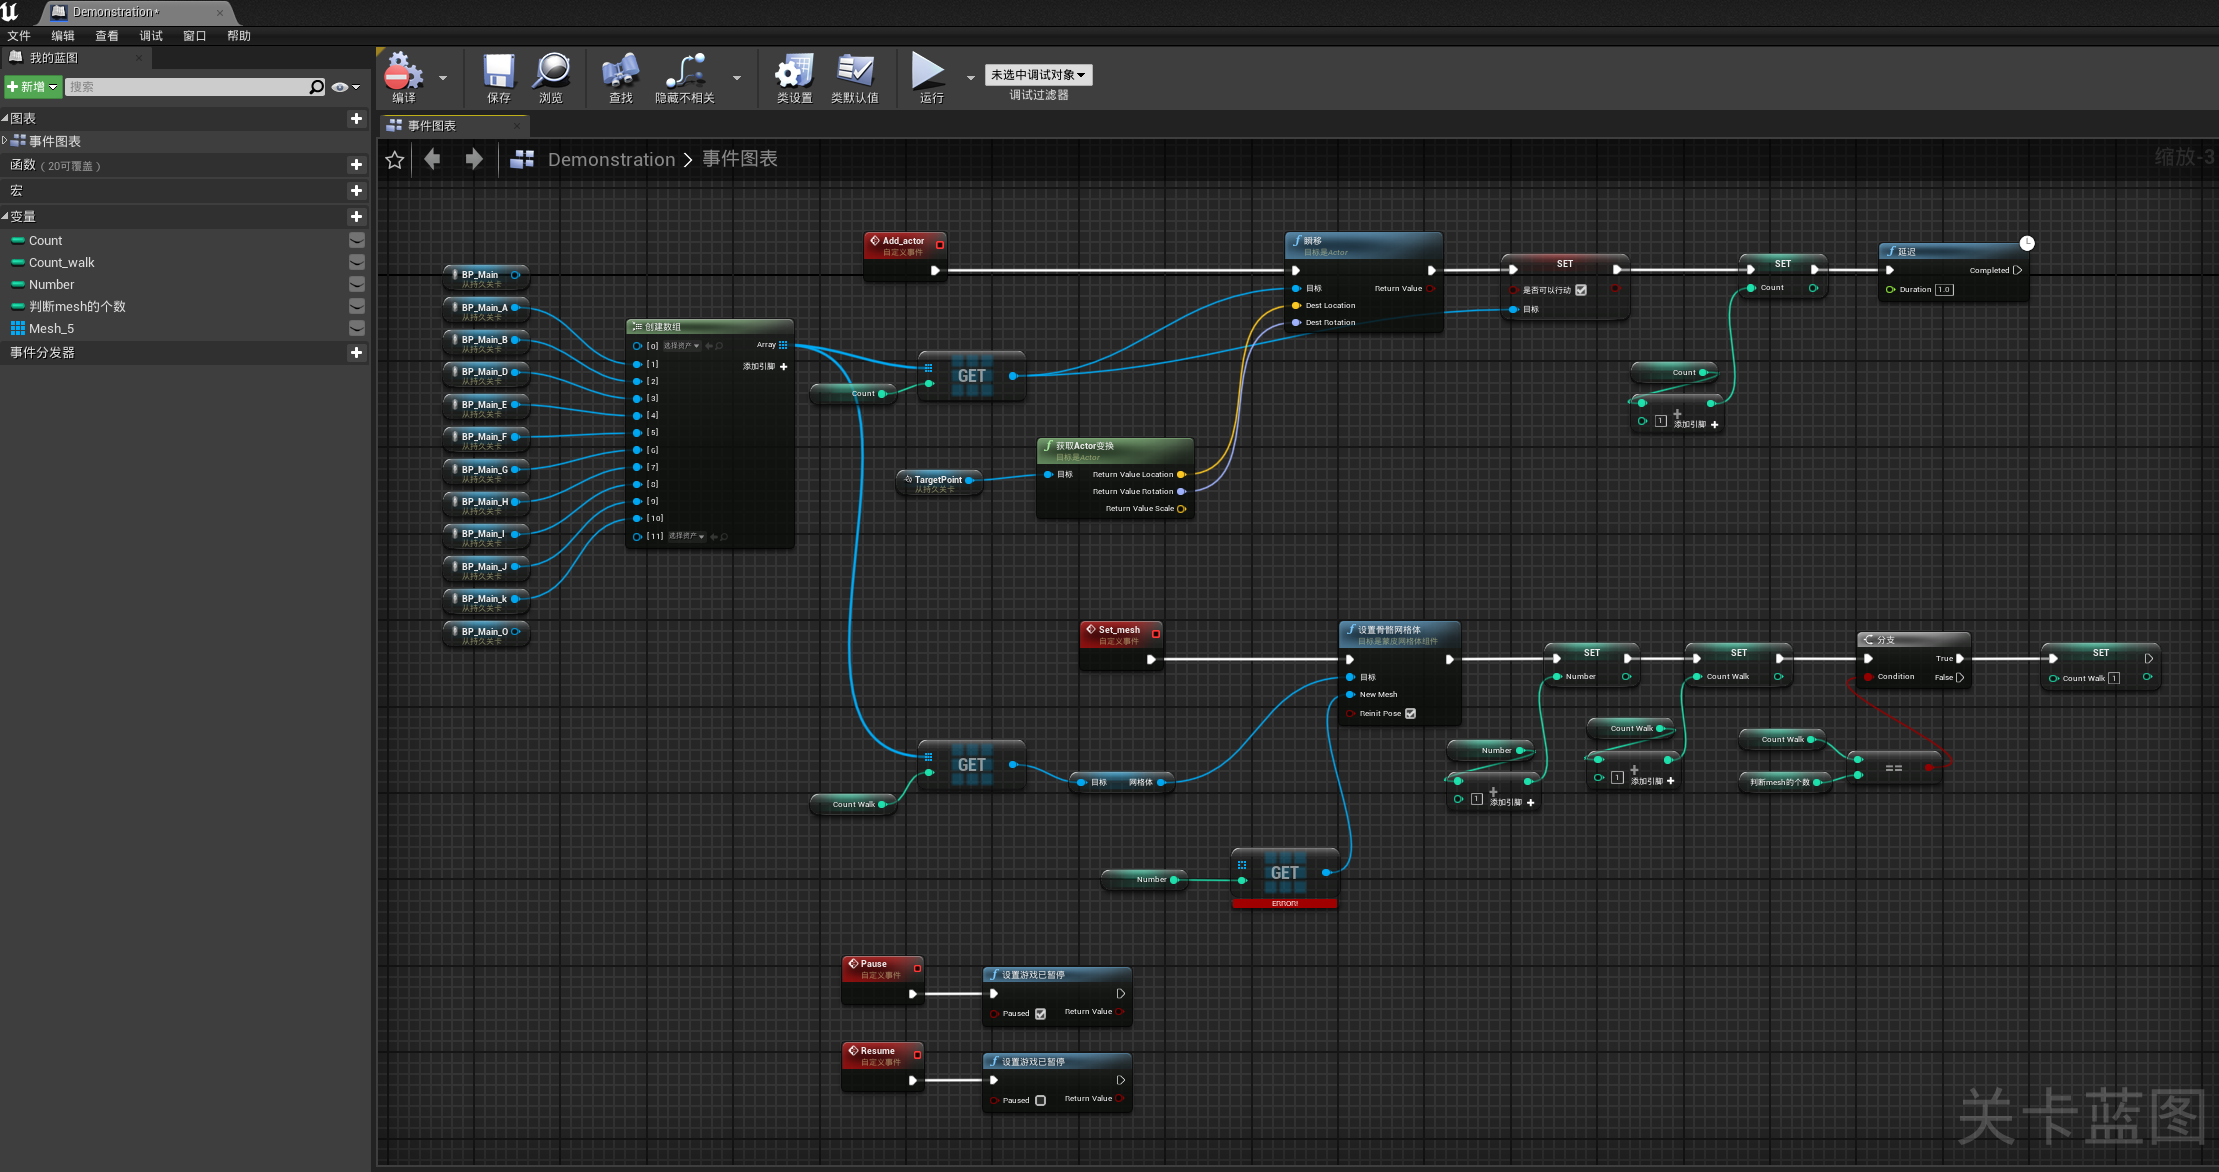 Demonstration*
文件 编辑 查看 调试 窗口 帮助
我的蓝图
新增
搜索
图表
事件图表
函数 (20可覆盖)
宏
变量
Count
Count_walk
Number
判断mesh的个数
Mesh_5
事件分发器
编译
保存
浏览
查找
隐藏不相关
类设置
类默认值
运行
未选中调试对象
调试过滤器
事件图表
Demonstration > 事件图表
缩放-3
BP_Main
从持久关卡
BP_Main_A
从持久关卡
BP_Main_B
从持久关卡
BP_Main_D
从持久关卡
BP_Main_E
从持久关卡
BP_Main_F
从持久关卡
BP_Main_G
从持久关卡
BP_Main_H
从持久关卡
BP_Main_I
从持久关卡
BP_Main_J
从持久关卡
BP_Main_k
从持久关卡
BP_Main_O
从持久关卡
创建数组
[0] 选择资产
Array
[1]
添加引脚
[2]
[3]
[4]
[5]
[6]
[7]
[8]
[9]
[10]
[11] 选择资产
Count
GET
Add_actor
自定义事件
TargetPoint
从持久关卡
获取Actor变换
目标是Actor
目标
Return Value Location
Return Value Rotation
Return Value Scale
瞬移
目标是Actor
目标
Return Value
Dest Location
Dest Rotation
SET
是否可以行动
目标
SET
Count
Count
1
添加引脚
延迟
Completed
Duration 1.0
Set_mesh
自定义事件
设置骨骼网格体
目标是蒙皮网格体组件
目标
New Mesh
Reinit Pose
Count Walk
GET
目标 网格体
Number
GET
ERROR!
SET
Number
Number
1
添加引脚
SET
Count Walk
Count Walk
1
添加引脚
分支
True
Condition
False
Count Walk
判断mesh的个数
==
SET
Count Walk 1
Pause
自定义事件
设置游戏已暂停
Paused
Return Value
Resume
自定义事件
设置游戏已暂停
Paused
Return Value
关卡蓝图